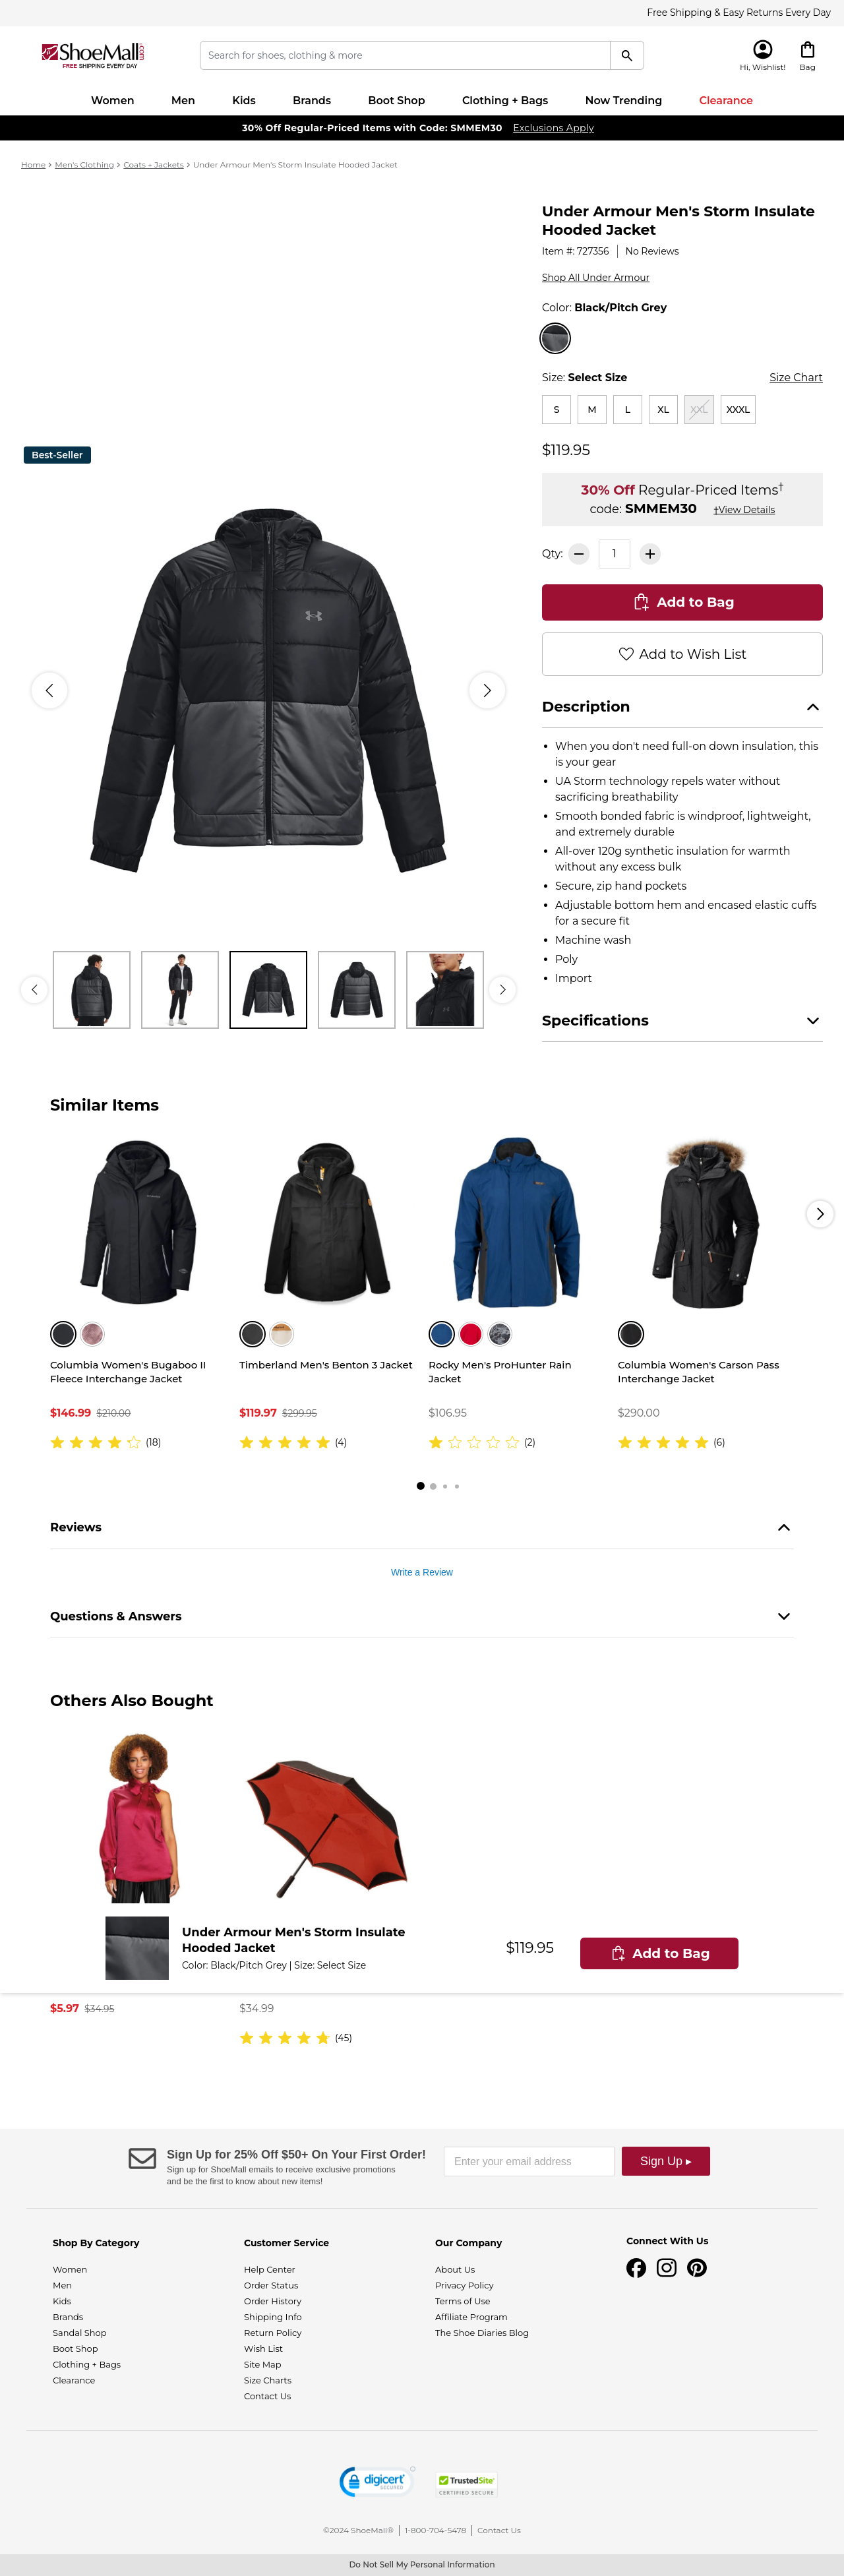 Free Shipping & Easy Returns Every Day
ShoeMall.com
FREE SHIPPING EVERY DAY
Search for shoes, clothing & more
Hi, Wishlist!
Bag
Women
Men
Kids
Brands
Boot Shop
Clothing + Bags
Now Trending
Clearance
30% Off Regular-Priced Items with Code: SMMEM30 Exclusions Apply
Home › Men's Clothing › Coats + Jackets › Under Armour Men's Storm Insulate Hooded Jacket
Under Armour Men's Storm Insulate
Hooded Jacket
Item #: 727356 | No Reviews
Shop All Under Armour
Color: Black/Pitch Grey
Size: Select Size
Size Chart
S
M
L
XL
XXL
XXXL
Best-Seller
$119.95
30% Off Regular-Priced Items†
code: SMMEM30 †View Details
Qty: 1
Add to Bag
Add to Wish List
Description
• When you don't need full-on down insulation, this
is your gear
• UA Storm technology repels water without
sacrificing breathability
• Smooth bonded fabric is windproof, lightweight,
and extremely durable
• All-over 120g synthetic insulation for warmth
without any excess bulk
• Secure, zip hand pockets
• Adjustable bottom hem and encased elastic cuffs
for a secure fit
• Machine wash
• Poly
• Import
Specifications
Similar Items
Columbia Women's Bugaboo II
Fleece Interchange Jacket
$146.99 $210.00
(18)
Timberland Men's Benton 3 Jacket
$119.97 $299.95
(4)
Rocky Men's ProHunter Rain
Jacket
$106.95
(2)
Columbia Women's Carson Pass
Interchange Jacket
$290.00
(6)
Reviews
Write a Review
Questions & Answers
Others Also Bought
Under Armour Men's Storm Insulate
Hooded Jacket
Color: Black/Pitch Grey | Size: Select Size
$119.95
Add to Bag
$5.97 $34.95
$34.99
(45)
Sign Up for 25% Off $50+ On Your First Order!
Sign up for ShoeMall emails to receive exclusive promotions
and be the first to know about new items!
Enter your email address
Sign Up ▸
Shop By Category
Women
Men
Kids
Brands
Sandal Shop
Boot Shop
Clothing + Bags
Clearance
Customer Service
Help Center
Order Status
Order History
Shipping Info
Return Policy
Wish List
Site Map
Size Charts
Contact Us
Our Company
About Us
Privacy Policy
Terms of Use
Affiliate Program
The Shoe Diaries Blog
Connect With Us
digicert
SECURED
TrustedSite
CERTIFIED SECURE
©2024 ShoeMall® | 1-800-704-5478 | Contact Us
Do Not Sell My Personal Information